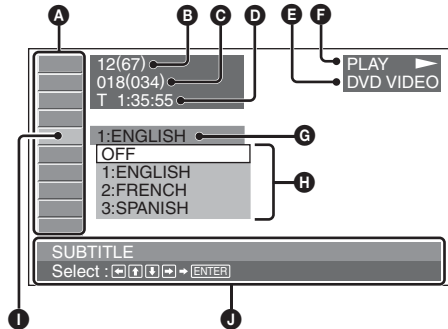 A
B
C
D
E
F
12(67)
018(034)
T 1:35:55
PLAY ►
DVD VIDEO
1:ENGLISH
G
OFF
1:ENGLISH
2:FRENCH
3:SPANISH
H
SUBTITLE
Select : ←↑↓→ → ENTER
I
J